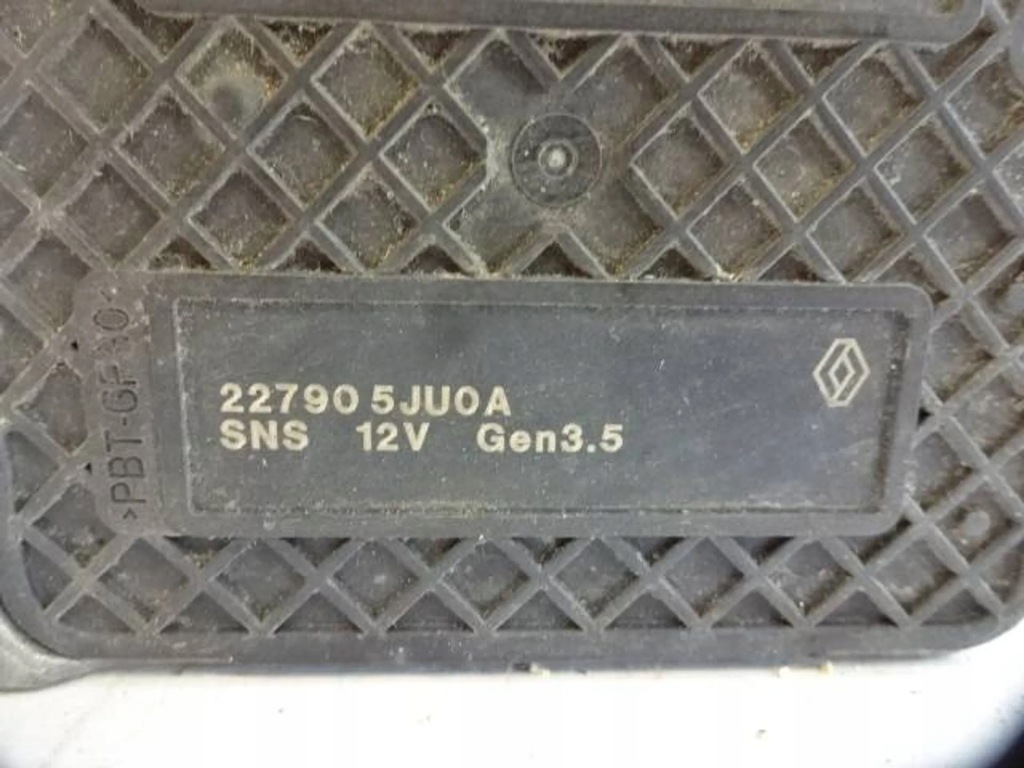 22790 5JU0A
SNS 12V Gen3.5
>PBT-GF30<